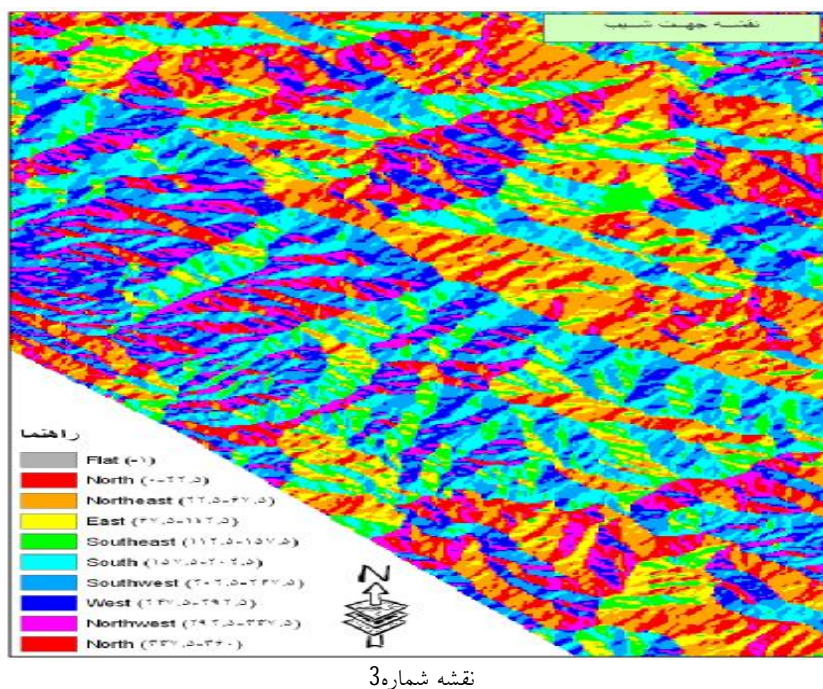 نقشه جهت شیب
راهنما
Flat (-۱)
North (۰-۲۲.۵)
Northeast (۲۲.۵-۶۷.۵)
East (۶۷.۵-۱۱۲.۵)
Southeast (۱۱۲.۵-۱۵۷.۵)
South (۱۵۷.۵-۲۰۲.۵)
Southwest (۲۰۲.۵-۲۴۷.۵)
West (۲۴۷.۵-۲۹۲.۵)
Northwest (۲۹۲.۵-۳۳۷.۵)
North (۳۳۷.۵-۳۶۰)
N
نقشه شماره3